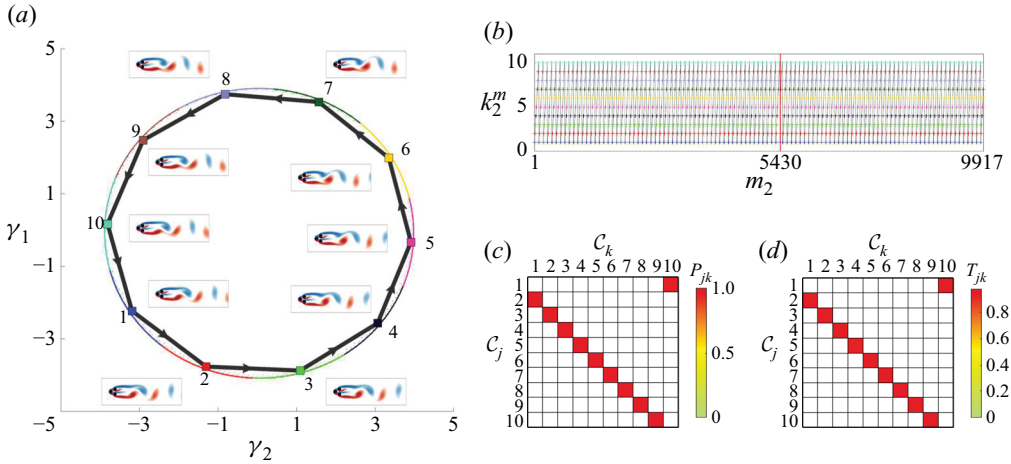 (a)
5
3
1
γ1
−1
−3
−5
−5 −3 −1 1 3 5
γ2
8 7
9 6
10 5
1 4
2 3
(b)
10
k2^m 5
0
1 5430 9917
m2
(c)
Ck
1 2 3 4 5 6 7 8 9 10
Pjk
1
2
3
4
5
6
7
8
9
10
Cj
1.0
0.5
0
(d)
Ck
1 2 3 4 5 6 7 8 9 10
Tjk
1
2
3
4
5
6
7
8
9
10
Cj
0.8
0.6
0.4
0.2
0